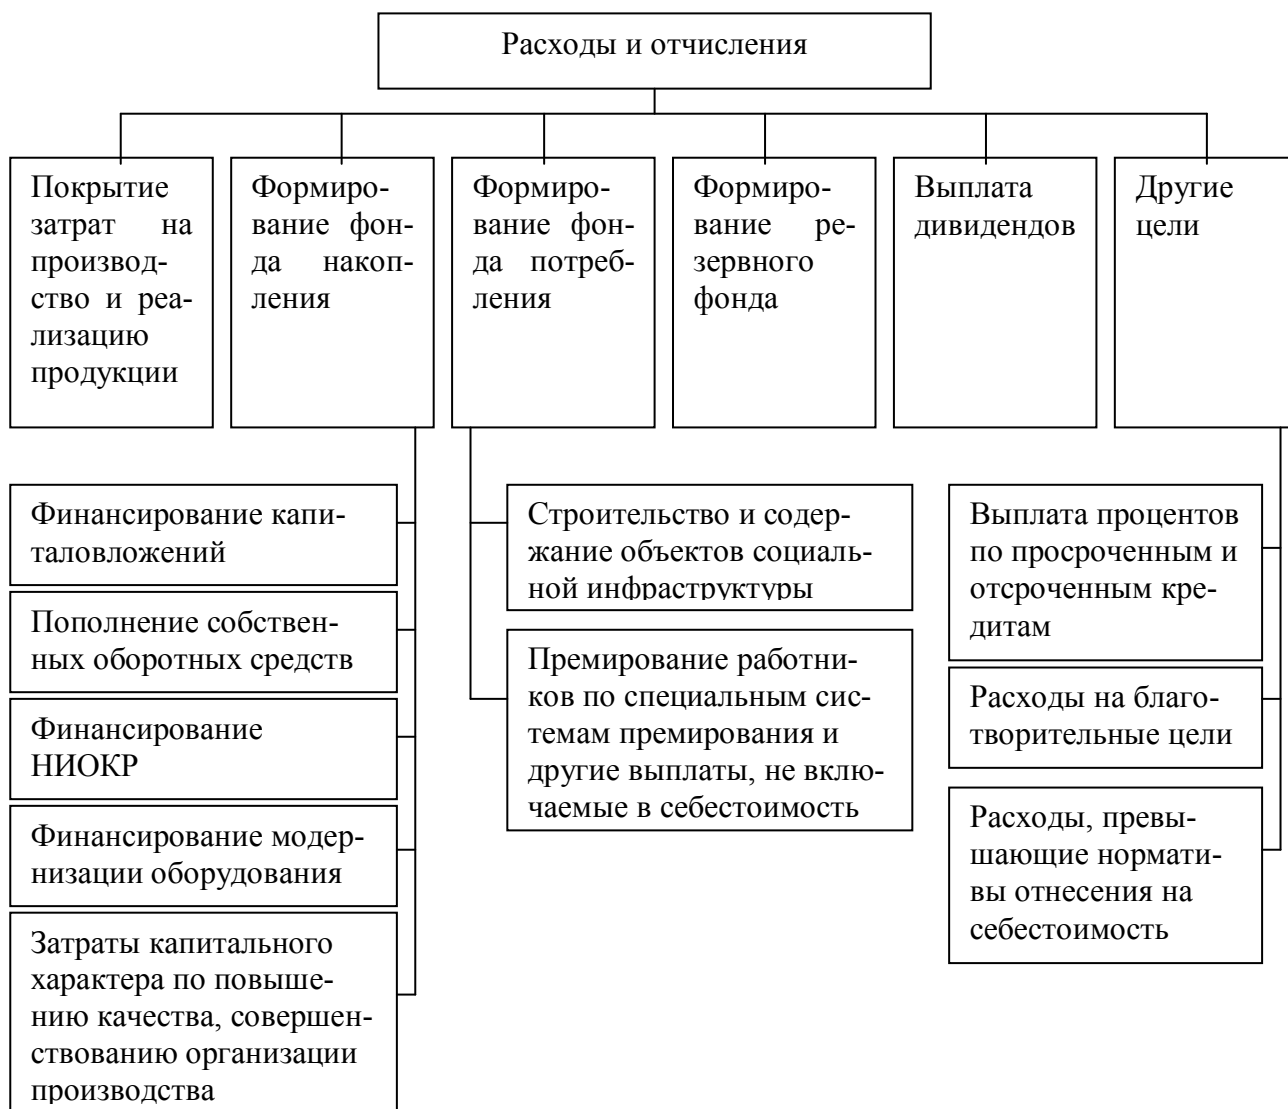 Расходы и отчисления
Покрытие
затрат на
производ-
ство и реа-
лизацию
продукции
Формиро-
вание фон-
да накоп-
ления
Формиро-
вание фон-
да потреб-
ления
Формиро-
вание ре-
зервного
фонда
Выплата
дивидендов
Другие
цели
Финансирование капи-
таловложений
Пополнение собствен-
ных оборотных средств
Финансирование
НИОКР
Финансирование модер-
низации оборудования
Затраты капитального
характера по повыше-
нию качества, совершен-
ствованию организации
производства
Строительство и содер-
жание объектов социаль-
ной инфраструктуры
Премирование работни-
ков по специальным сис-
темам премирования и
другие выплаты, не вклю-
чаемые в себестоимость
Выплата процентов
по просроченным и
отсроченным кре-
дитам
Расходы на благо-
творительные цели
Расходы, превы-
шающие нормати-
вы отнесения на
себестоимость